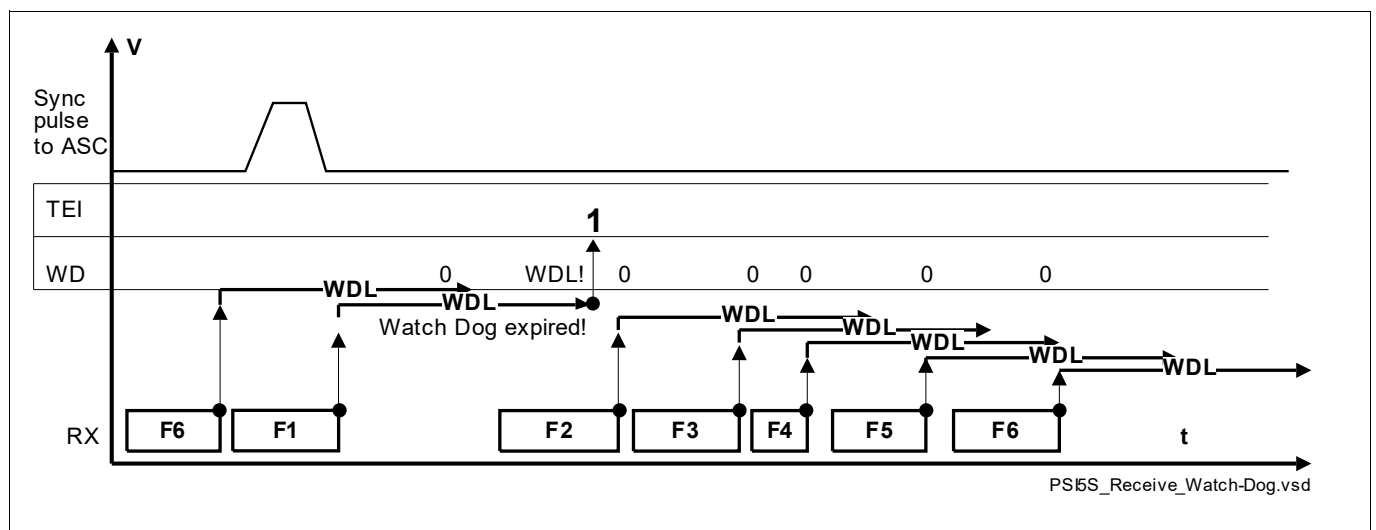 V
Sync
pulse
to ASC
TEI
1
WD 0 WDL! 0 0 0 0 0
WDL
WDL
Watch Dog expired!
WDL
WDL
WDL
WDL
WDL
RX F6 F1 F2 F3 F4 F5 F6 t
PSI5S_Receive_Watch-Dog.vsd